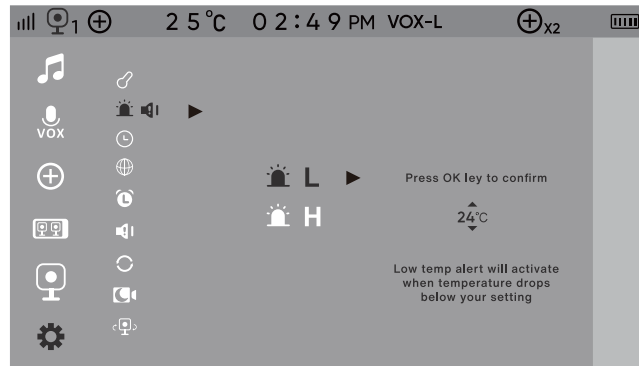 1 25°C 02:49 PM VOX-L X2
VOX
L
H
Press OK ley to confirm
24°C
Low temp alert will activate
when temperature drops
below your setting